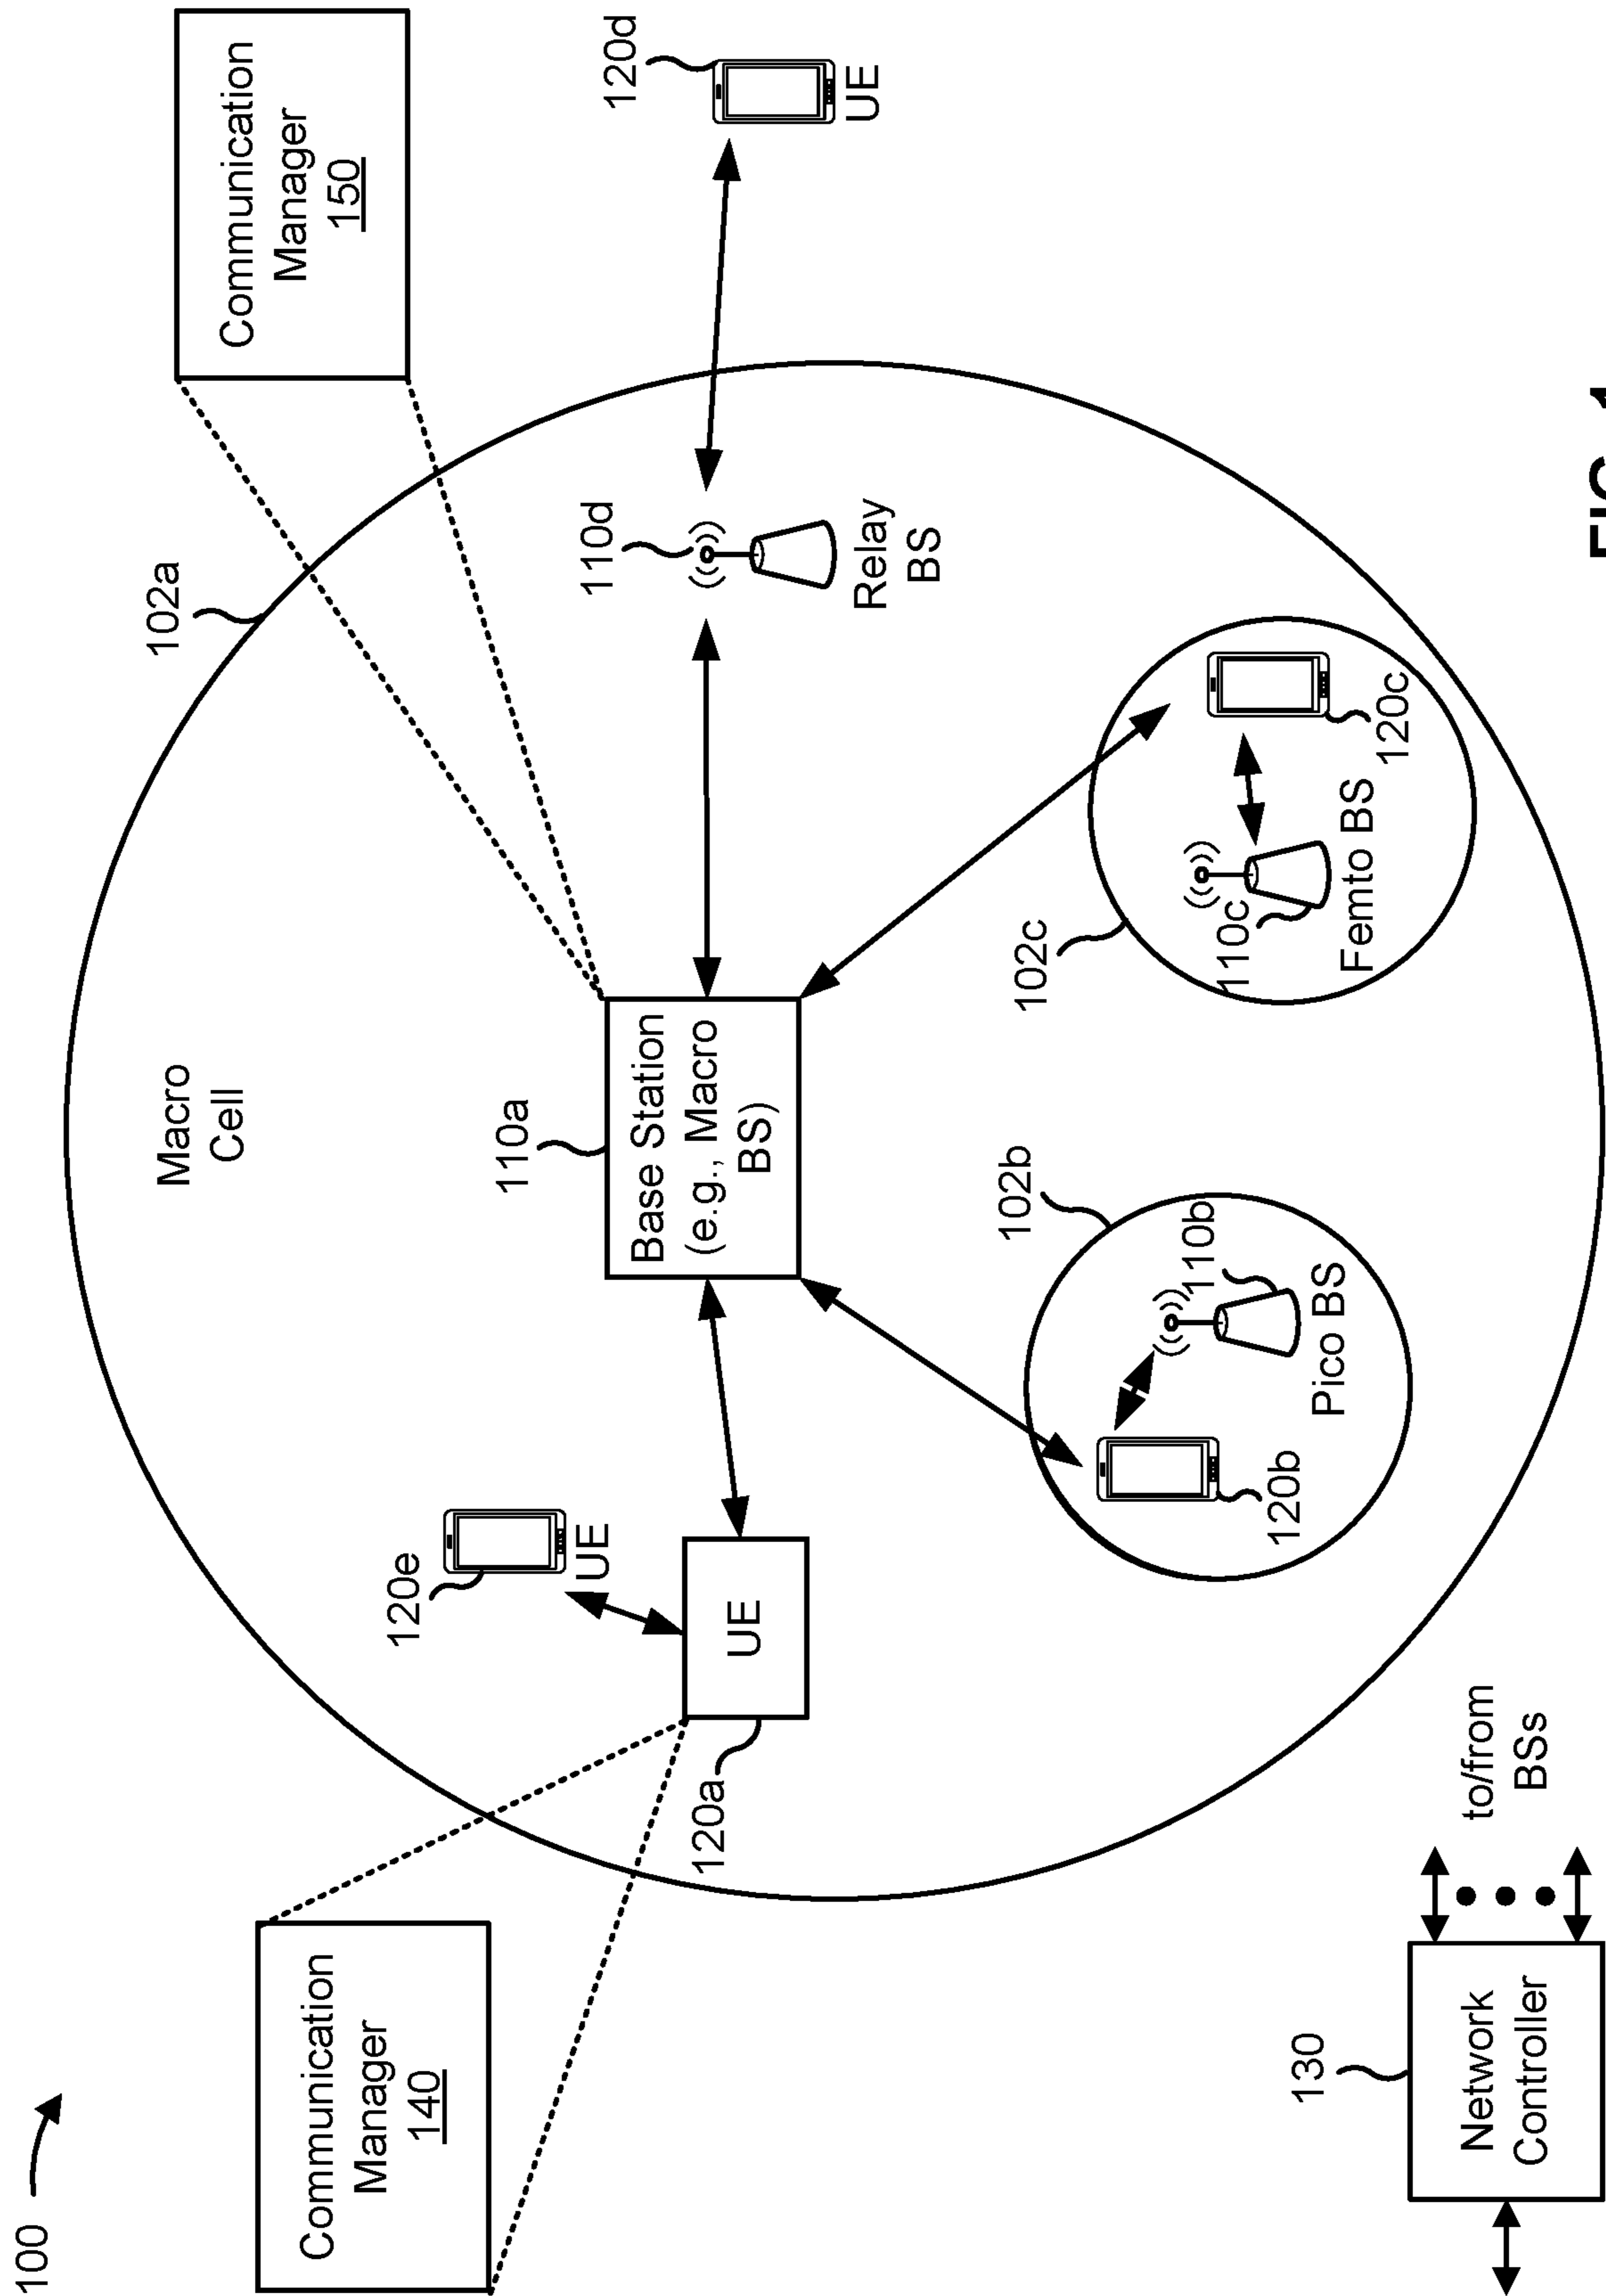 100
Communication
Manager
140
Communication
Manager
150
102a
Macro
Cell
120e
UE
110a
Base Station
(e.g., Macro
BS)
110d
Relay
BS
120d
UE
120a
UE
102b
110b
Pico BS
120b
102c
110c
Femto BS
120c
130
Network
Controller
to/from
BSs